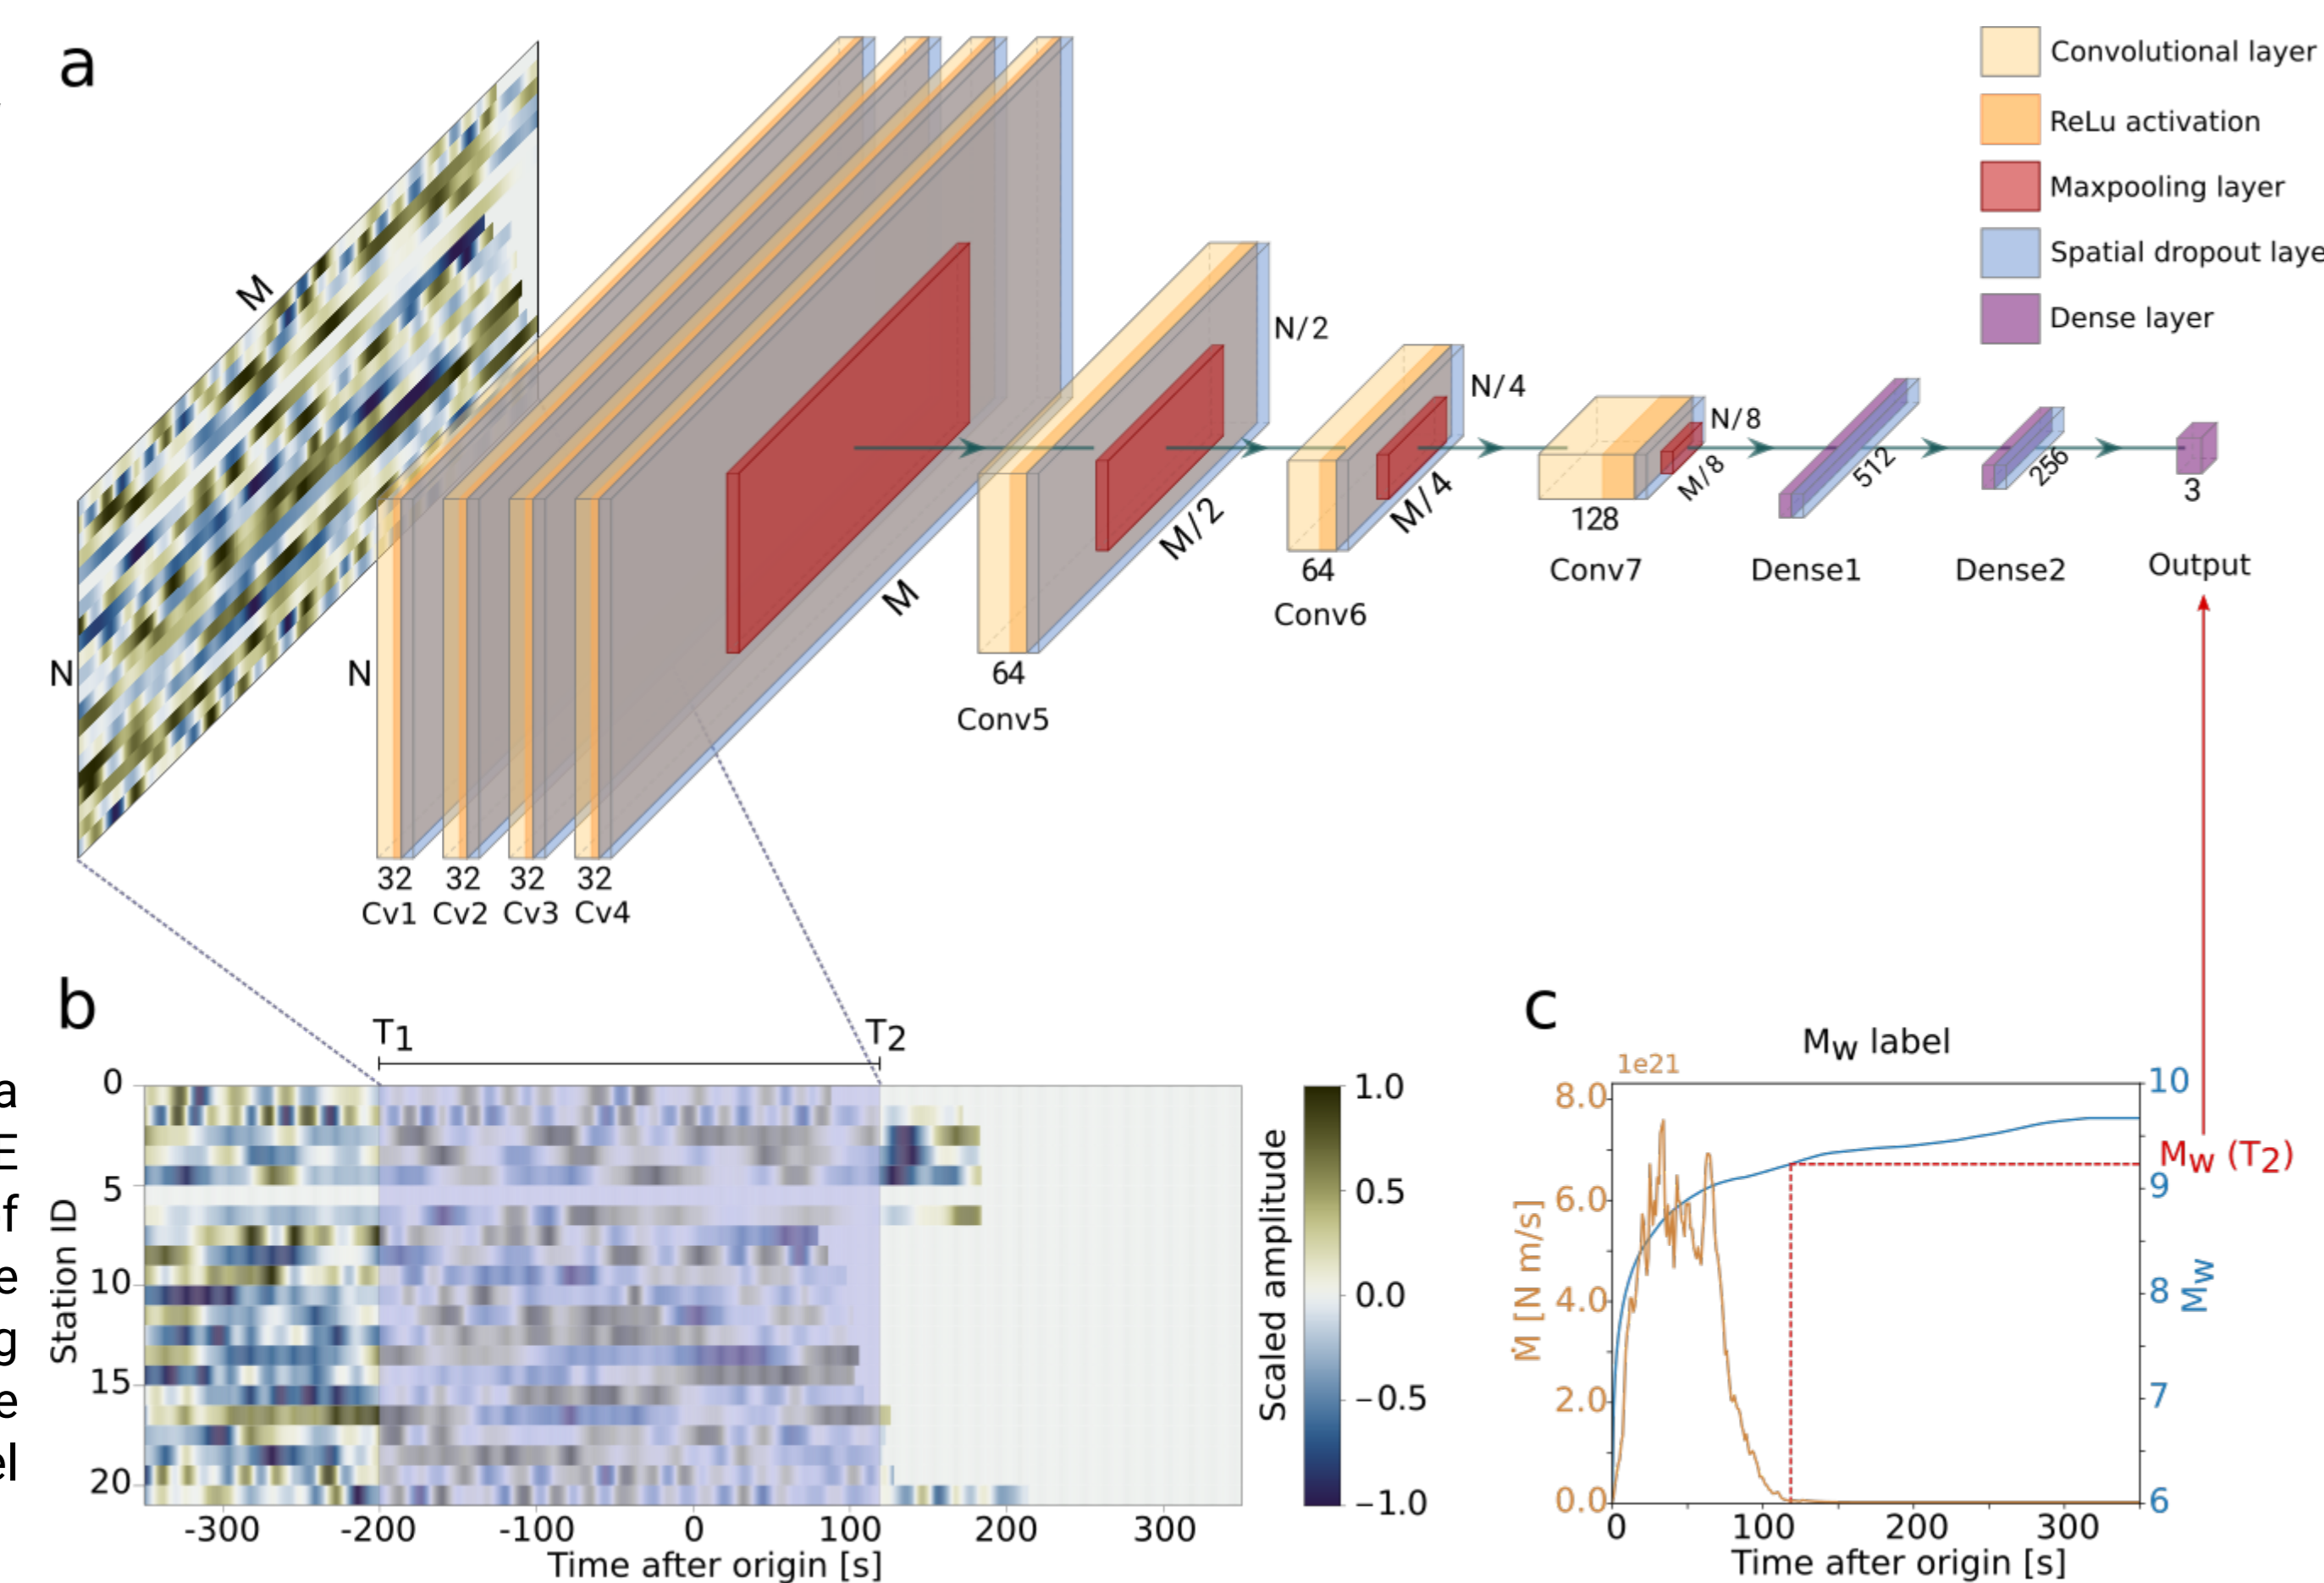 a
Convolutional layer
ReLu activation
Maxpooling layer
Spatial dropout laye
Dense layer
M
N
N
M
32 32 32 32
Cv1 Cv2 Cv3 Cv4
N/2
M/2
64
Conv5
N/4
M/4
64
Conv6
N/8
M/8
128
Conv7
512
Dense1
256
Dense2
3
Output
b
T1 T2
0
5
10
15
20
Station ID
-300 -200 -100 0 100 200 300
Time after origin [s]
1.0
0.5
0.0
−0.5
−1.0
Scaled amplitude
c
Mw label
1e21
8.0
6.0
4.0
2.0
0.0
Ṁ [N m/s]
10
9
8
7
6
Mw
Mw (T2)
0 100 200 300
Time after origin [s]
a
f
e
g
e
el